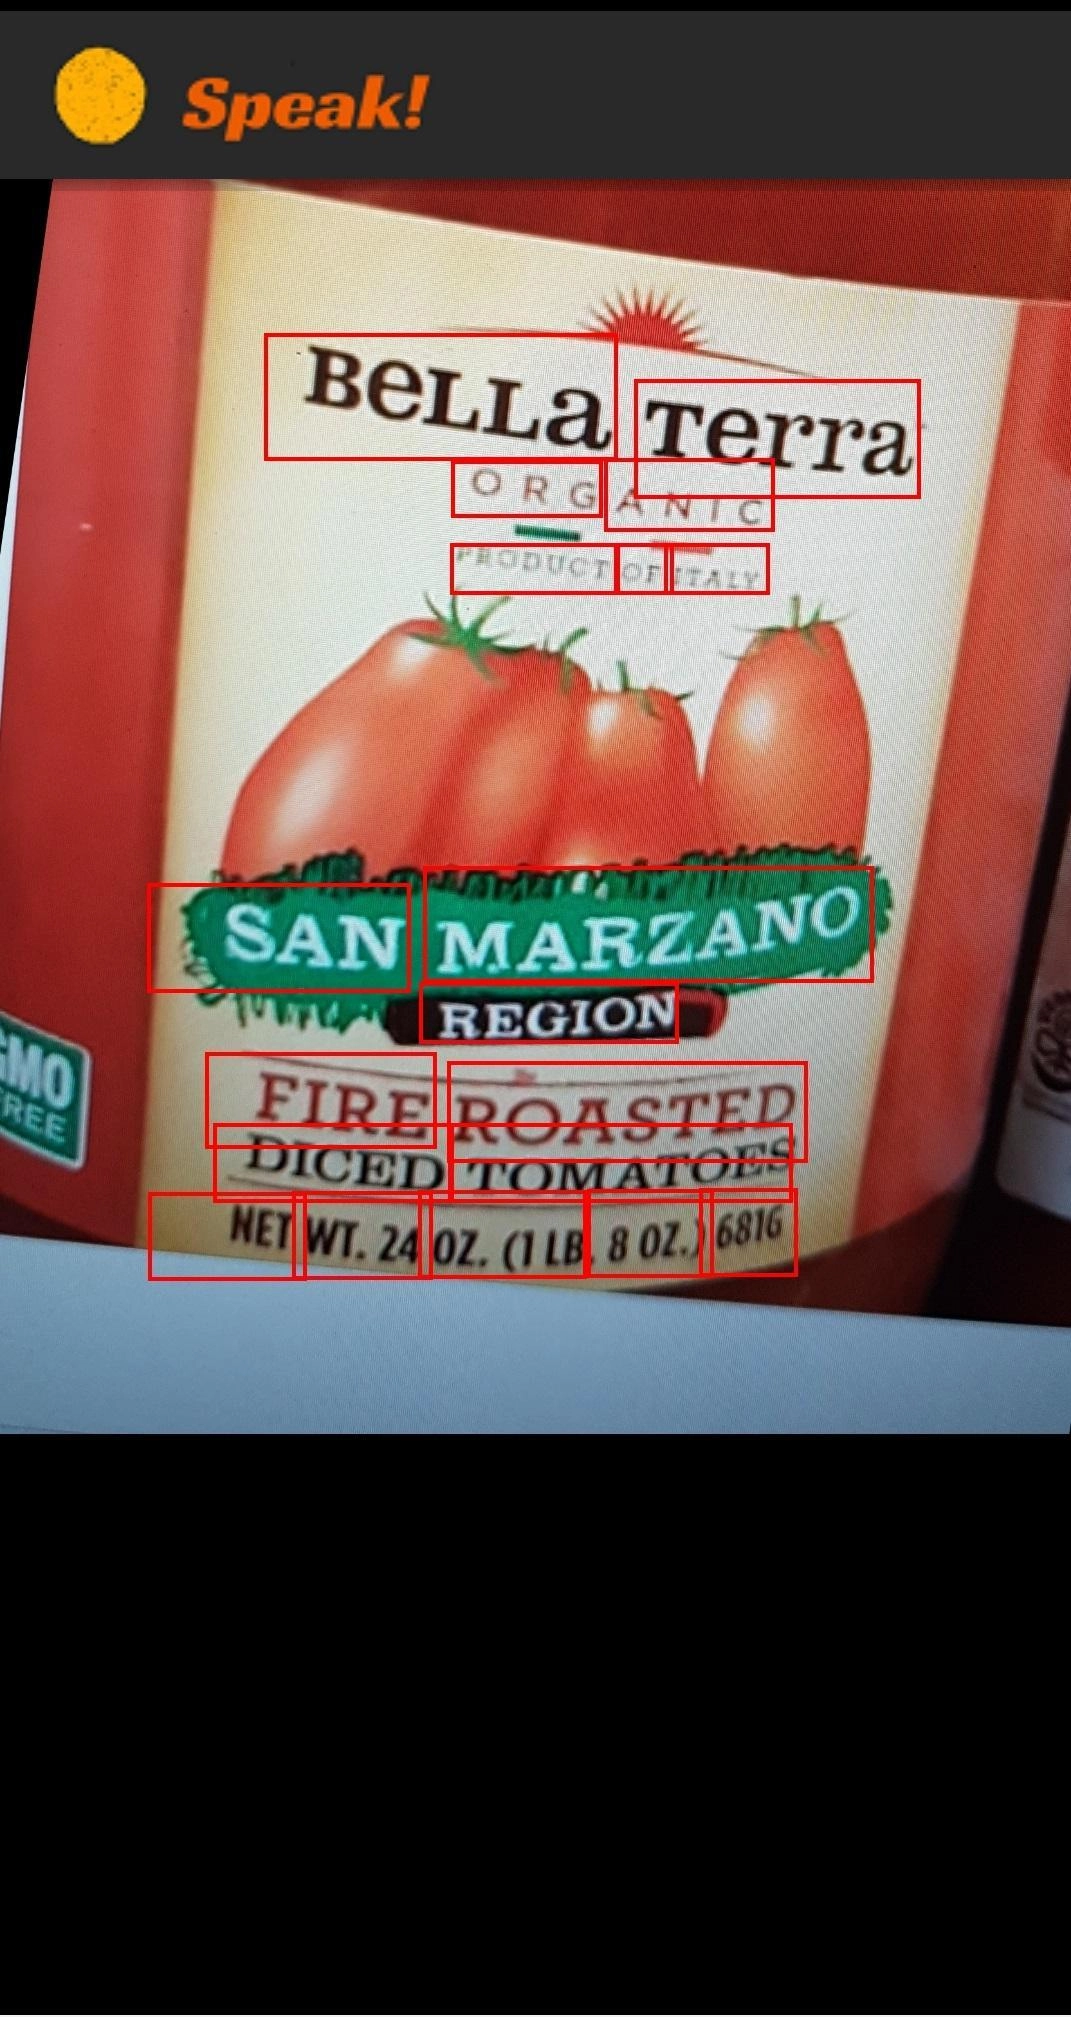 Speak!
BeLLa Terra
ORGANIC
PRODUCT OF ITALY
SAN MARZANO
REGION
GMO
FREE
FIRE ROASTED
DICED TOMATOES
NET WT. 24 OZ. (1 LB. 8 OZ.) 6816